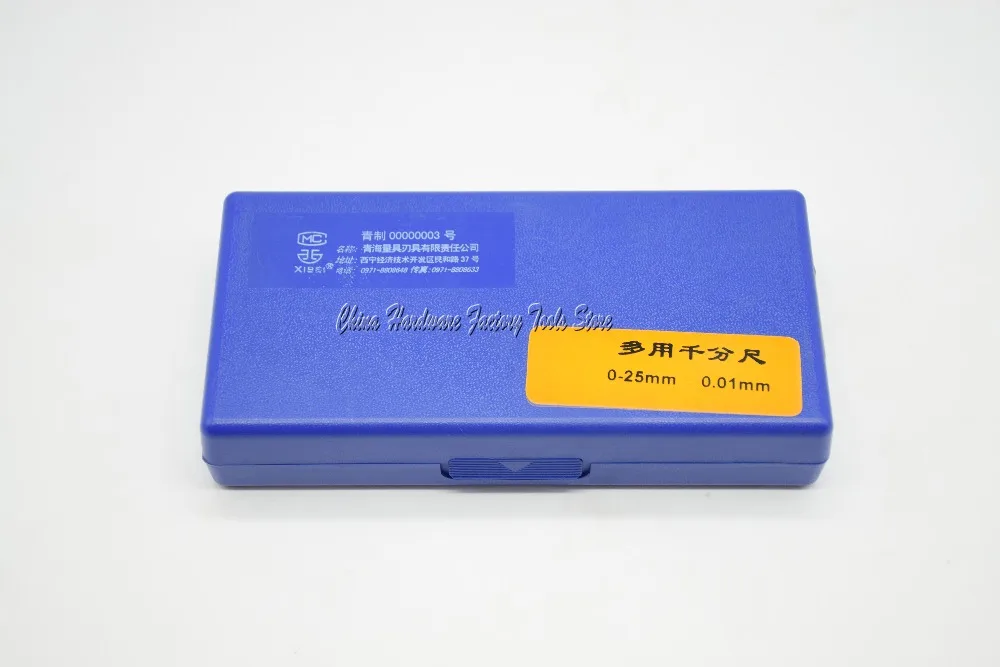 MC
XIBEI®
青制 00000003 号
名称: 青海量具刃具有限责任公司
地址: 西宁经济技术开发区民和路 37 号
电话: 0971-8808648 传真: 0971-8808633
China Hardware Factory Tools Store
多用千分尺
0-25mm 0.01mm